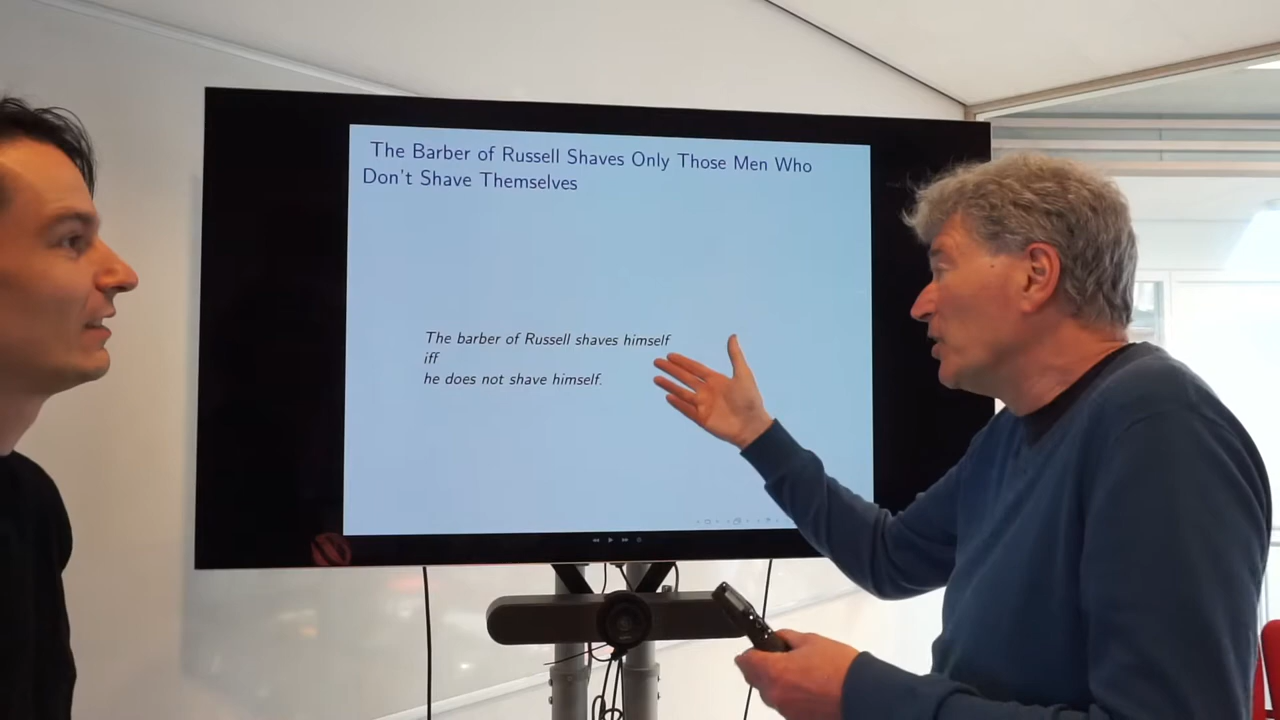 The Barber of Russell Shaves Only Those Men Who
Don't Shave Themselves
The barber of Russell shaves himself
iff
he does not shave himself.